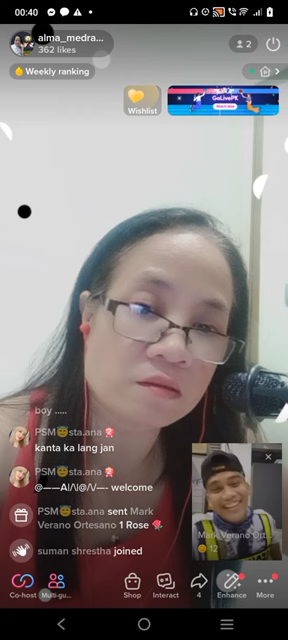 00:40
alma_medra...
362 likes
2
Weekly ranking
Wishlist
GoLivePK
boy .....
PSM😇sta.ana
kanta ka lang jan
PSM😇sta.ana
welcome
PSM😇sta.ana sent Mark
Verano Ortesano 1 Rose 🌹
suman shrestha joined
Mark Verano Ort...
12
Co-host
Multi-gu...
Shop
Interact
4
Enhance
More